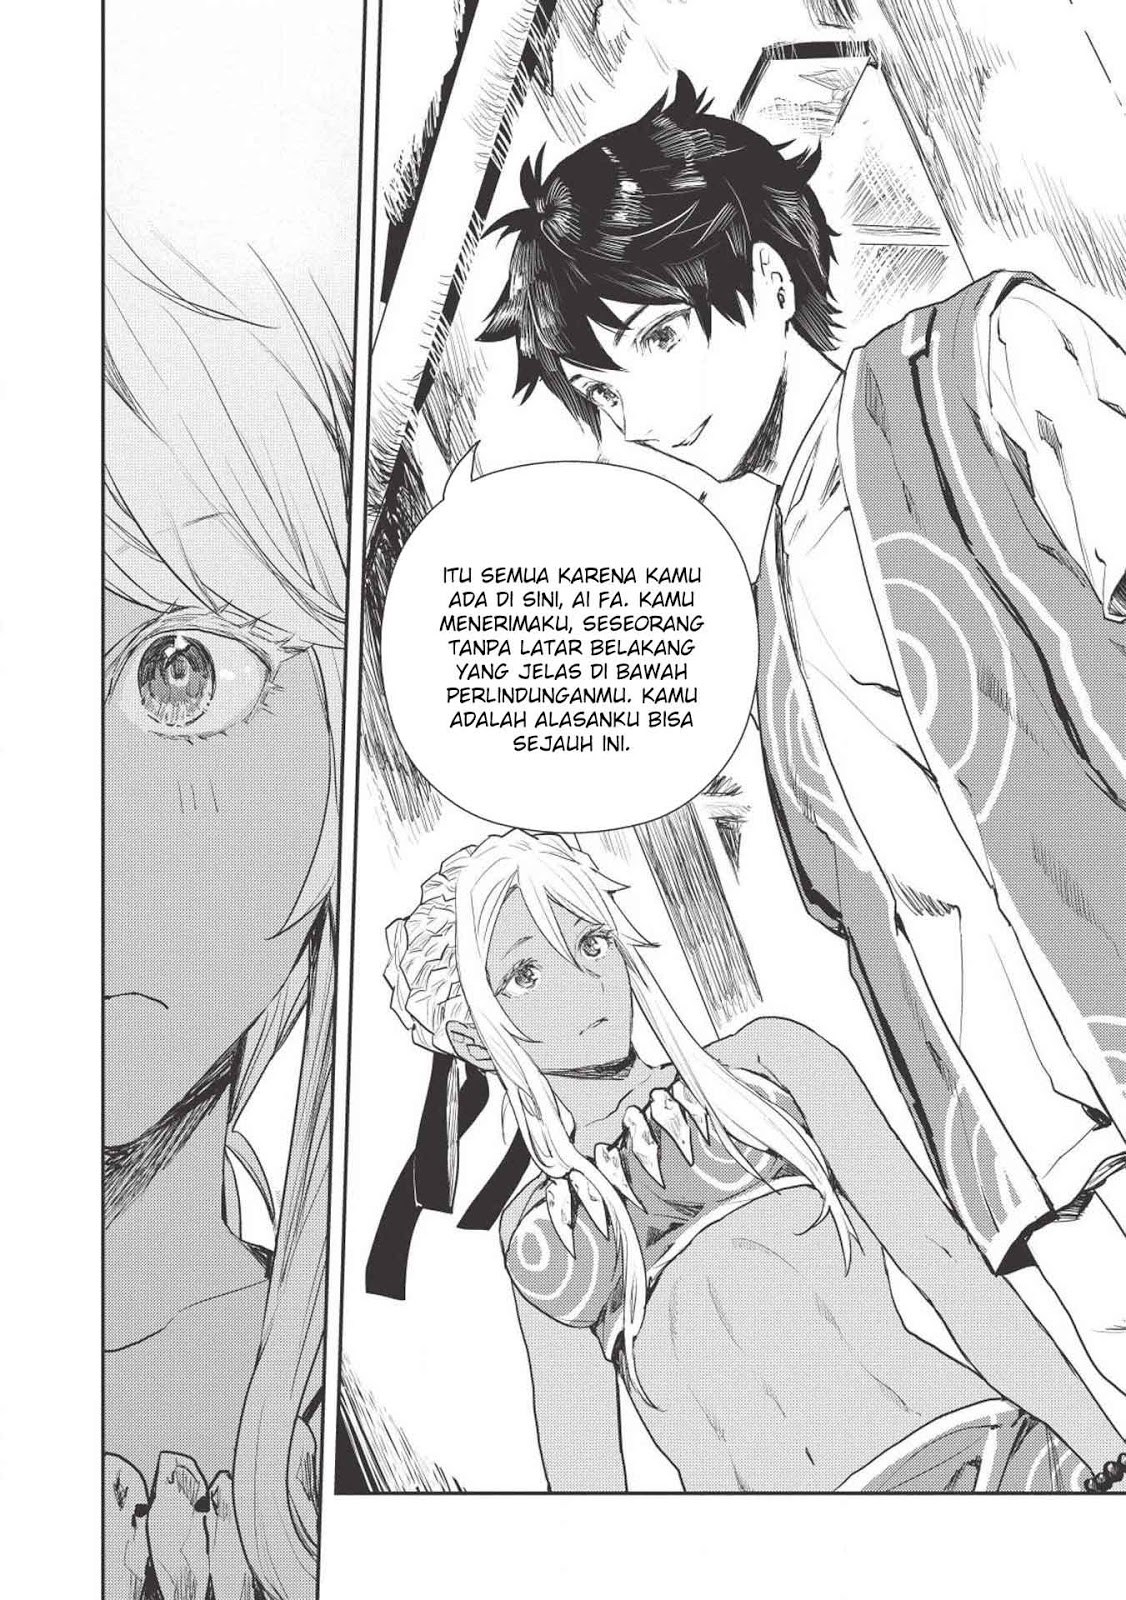 ITU SEMUA KARENA KAMU
ADA DI SINI, AI FA. KAMU
MENERIMAKU, SESEORANG
TANPA LATAR BELAKANG
YANG JELAS DI BAWAH
PERLINDUNGANMU. KAMU
ADALAH ALASANKU BISA
SEJAUH INI.